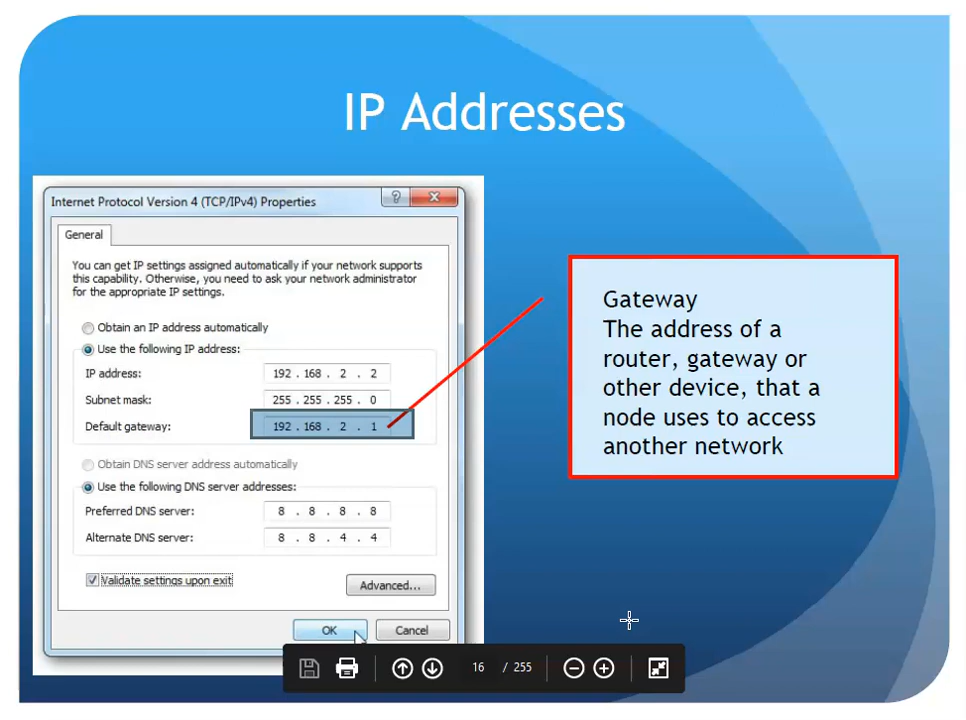 IP Addresses
Internet Protocol Version 4 (TCP/IPv4) Properties
?
General
You can get IP settings assigned automatically if your network supports
this capability. Otherwise, you need to ask your network administrator
for the appropriate IP settings.
Obtain an IP address automatically
Use the following IP address:
IP address: 192 . 168 . 2 . 2
Subnet mask: 255 . 255 . 255 . 0
Default gateway: 192 . 168 . 2 . 1
Obtain DNS server address automatically
Use the following DNS server addresses:
Preferred DNS server: 8 . 8 . 8 . 8
Alternate DNS server: 8 . 8 . 4 . 4
Validate settings upon exit
Advanced...
OK Cancel
Gateway
The address of a
router, gateway or
other device, that a
node uses to access
another network
16 / 255